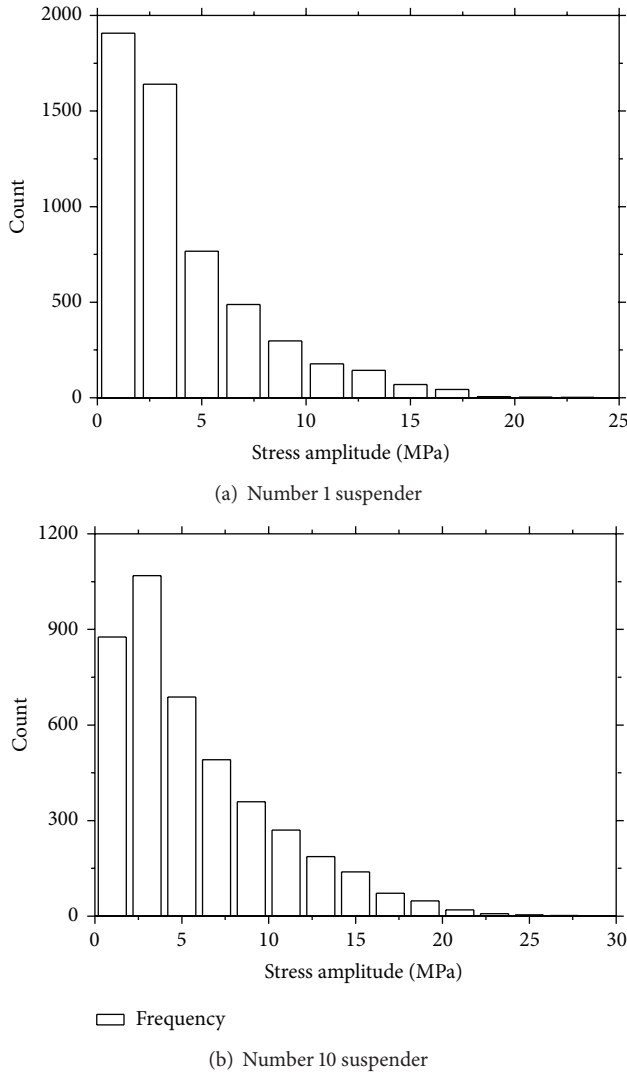 2000
1500
1000
500
0
Count
0 5 10 15 20 25
Stress amplitude (MPa)
(a) Number 1 suspender
1200
900
600
300
0
Count
0 5 10 15 20 25 30
Stress amplitude (MPa)
Frequency
(b) Number 10 suspender